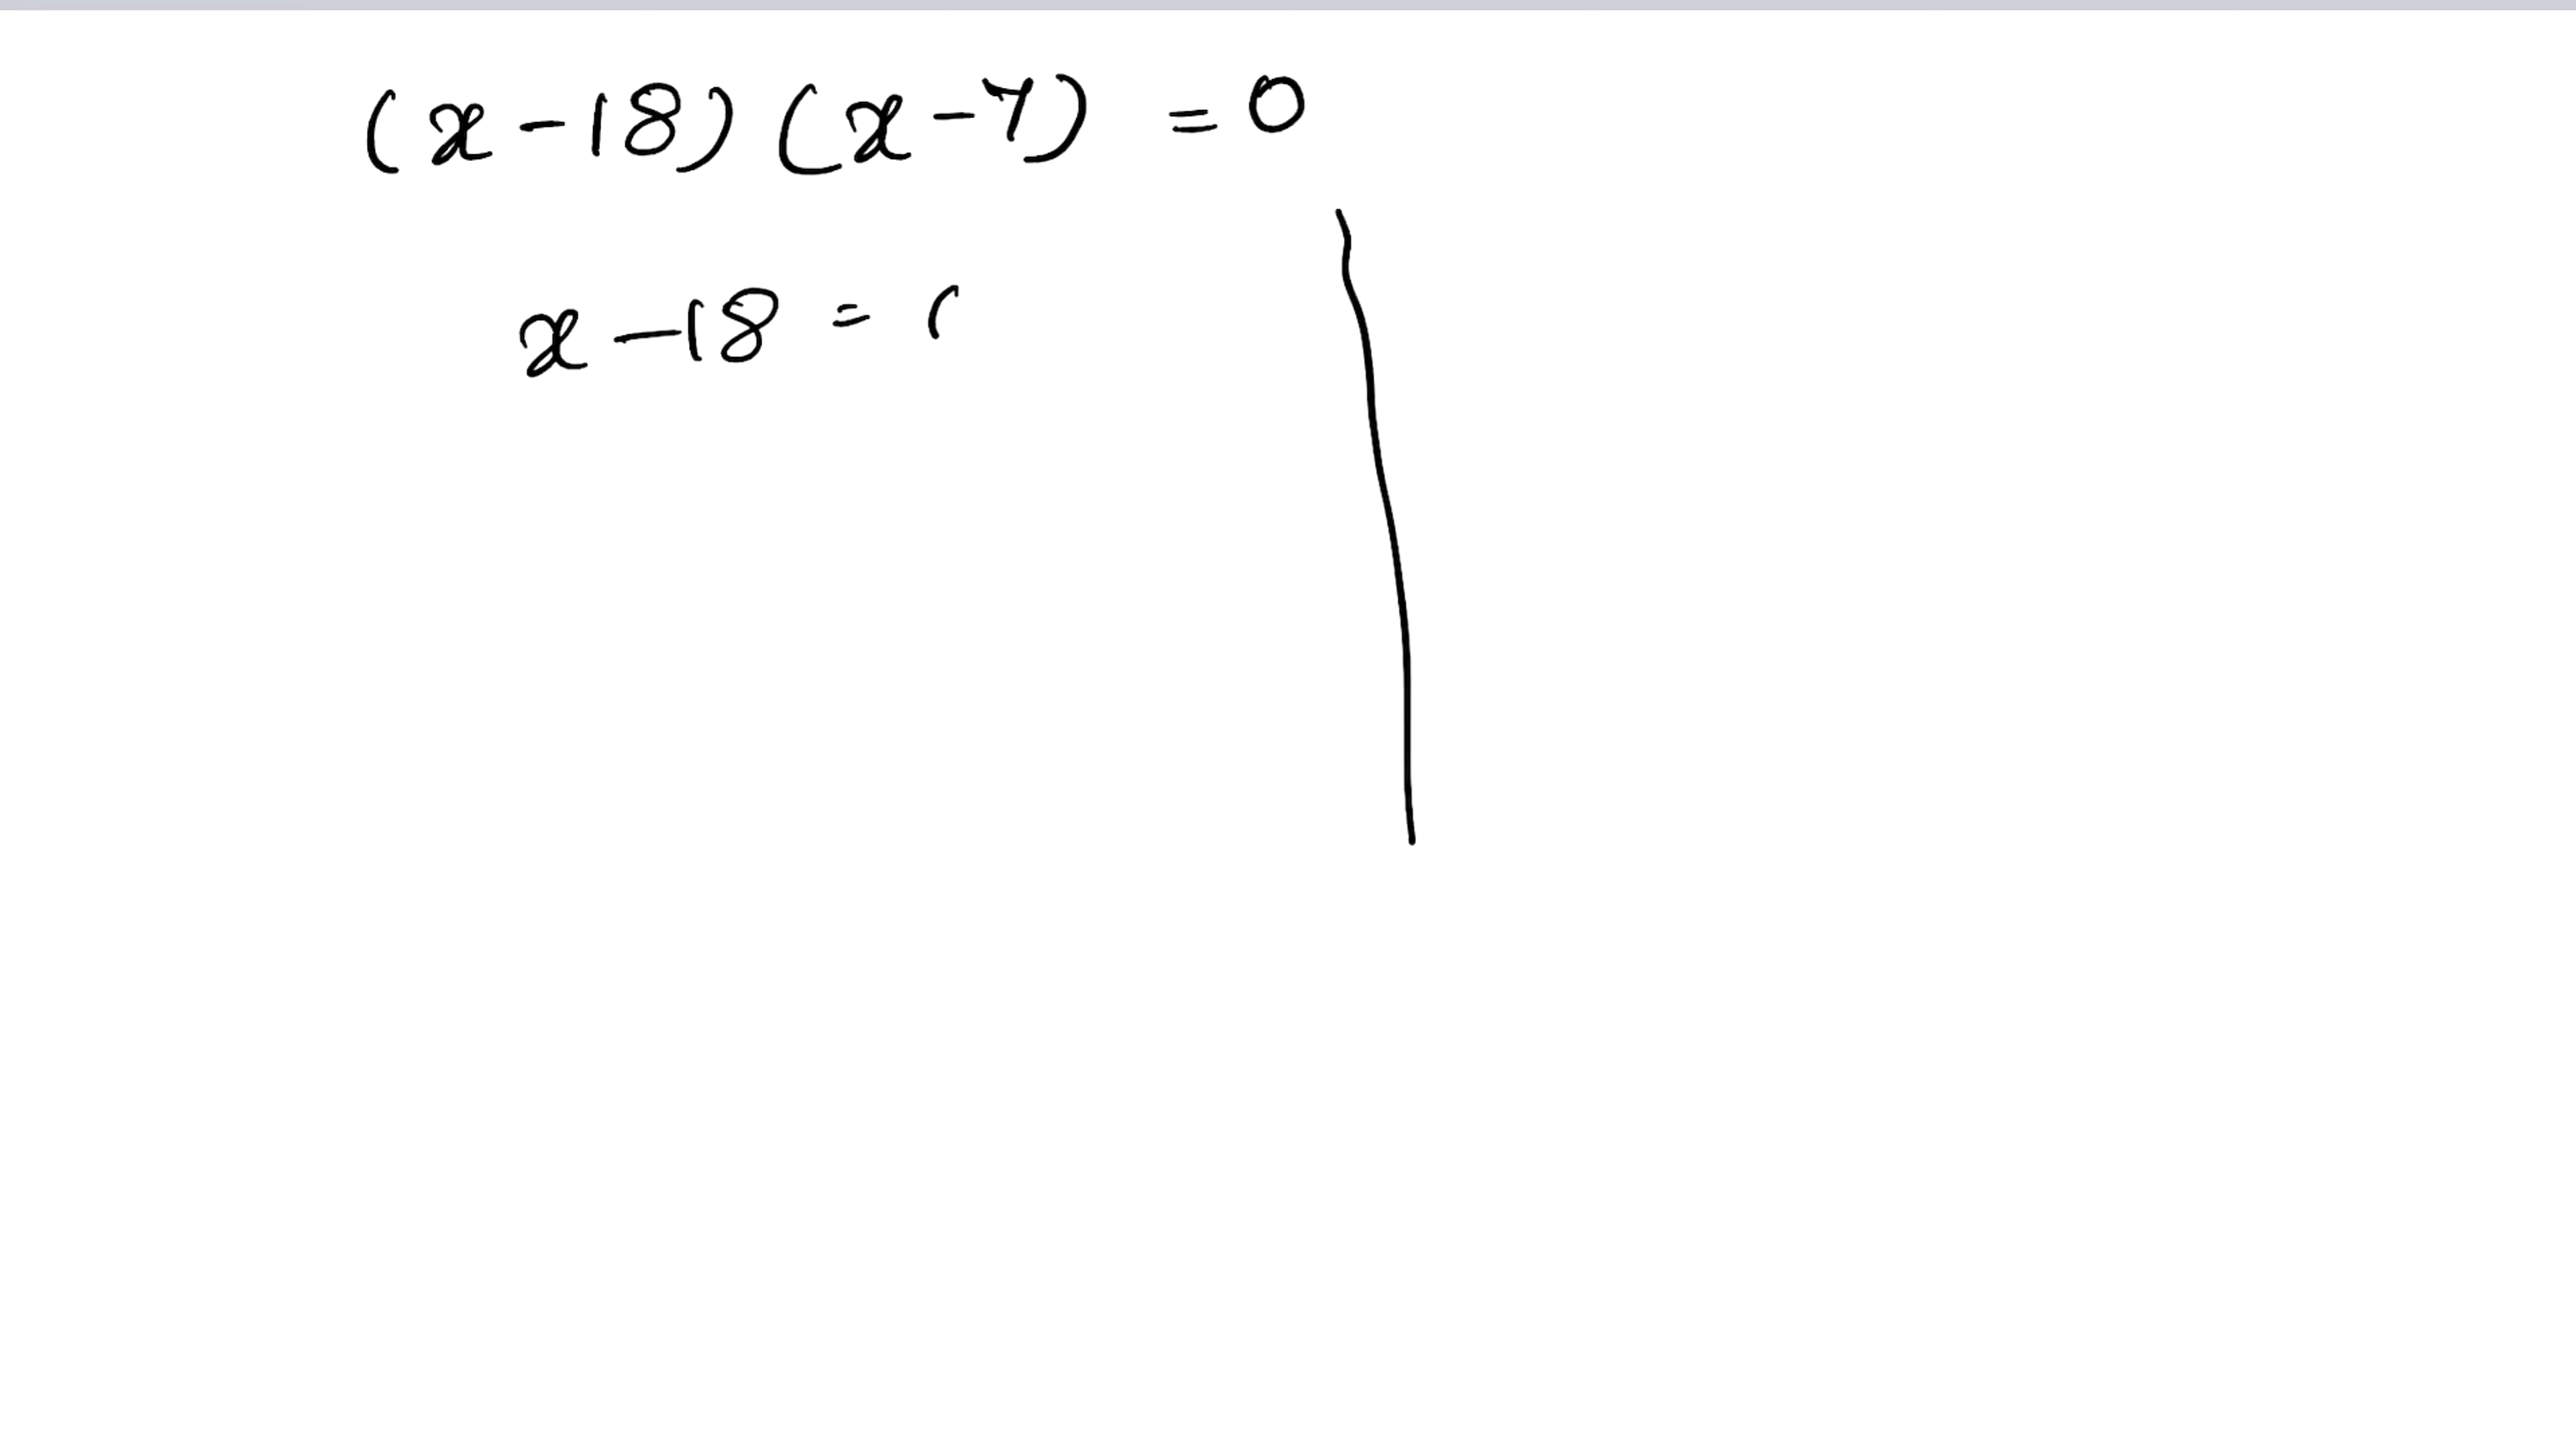 (x-18)(x-7) = 0
x-18 = (